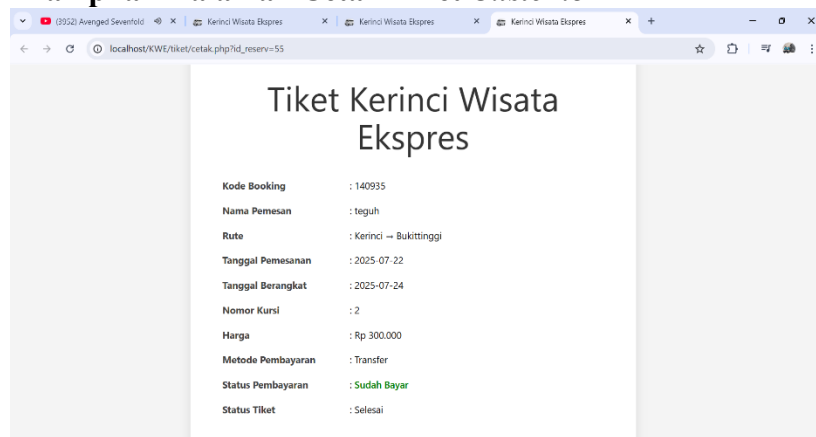 (3952) Avenged Sevenfold
Kerinci Wisata Ekspres
Kerinci Wisata Ekspres
Kerinci Wisata Ekspres
localhost/KWE/tiket/cetak.php?id_reserv=55
Tiket Kerinci Wisata
Ekspres
Kode Booking : 140935
Nama Pemesan : teguh
Rute : Kerinci → Bukittinggi
Tanggal Pemesanan : 2025-07-22
Tanggal Berangkat : 2025-07-24
Nomor Kursi : 2
Harga : Rp 300.000
Metode Pembayaran : Transfer
Status Pembayaran : Sudah Bayar
Status Tiket : Selesai